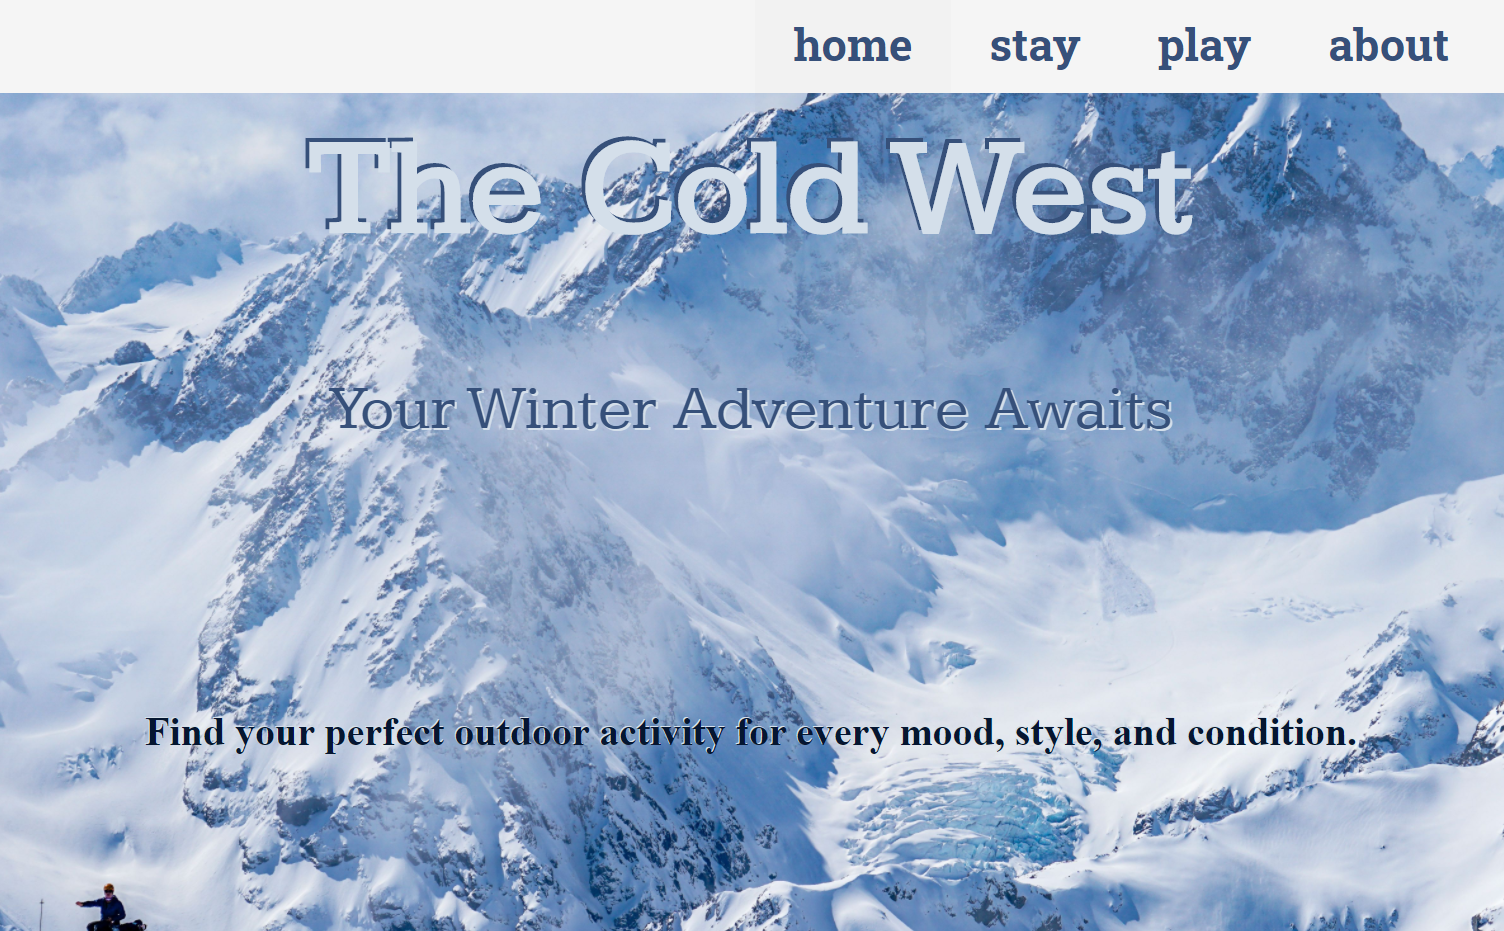 home stay play about
The Cold West
Your Winter Adventure Awaits
Find your perfect outdoor activity for every mood, style, and condition.